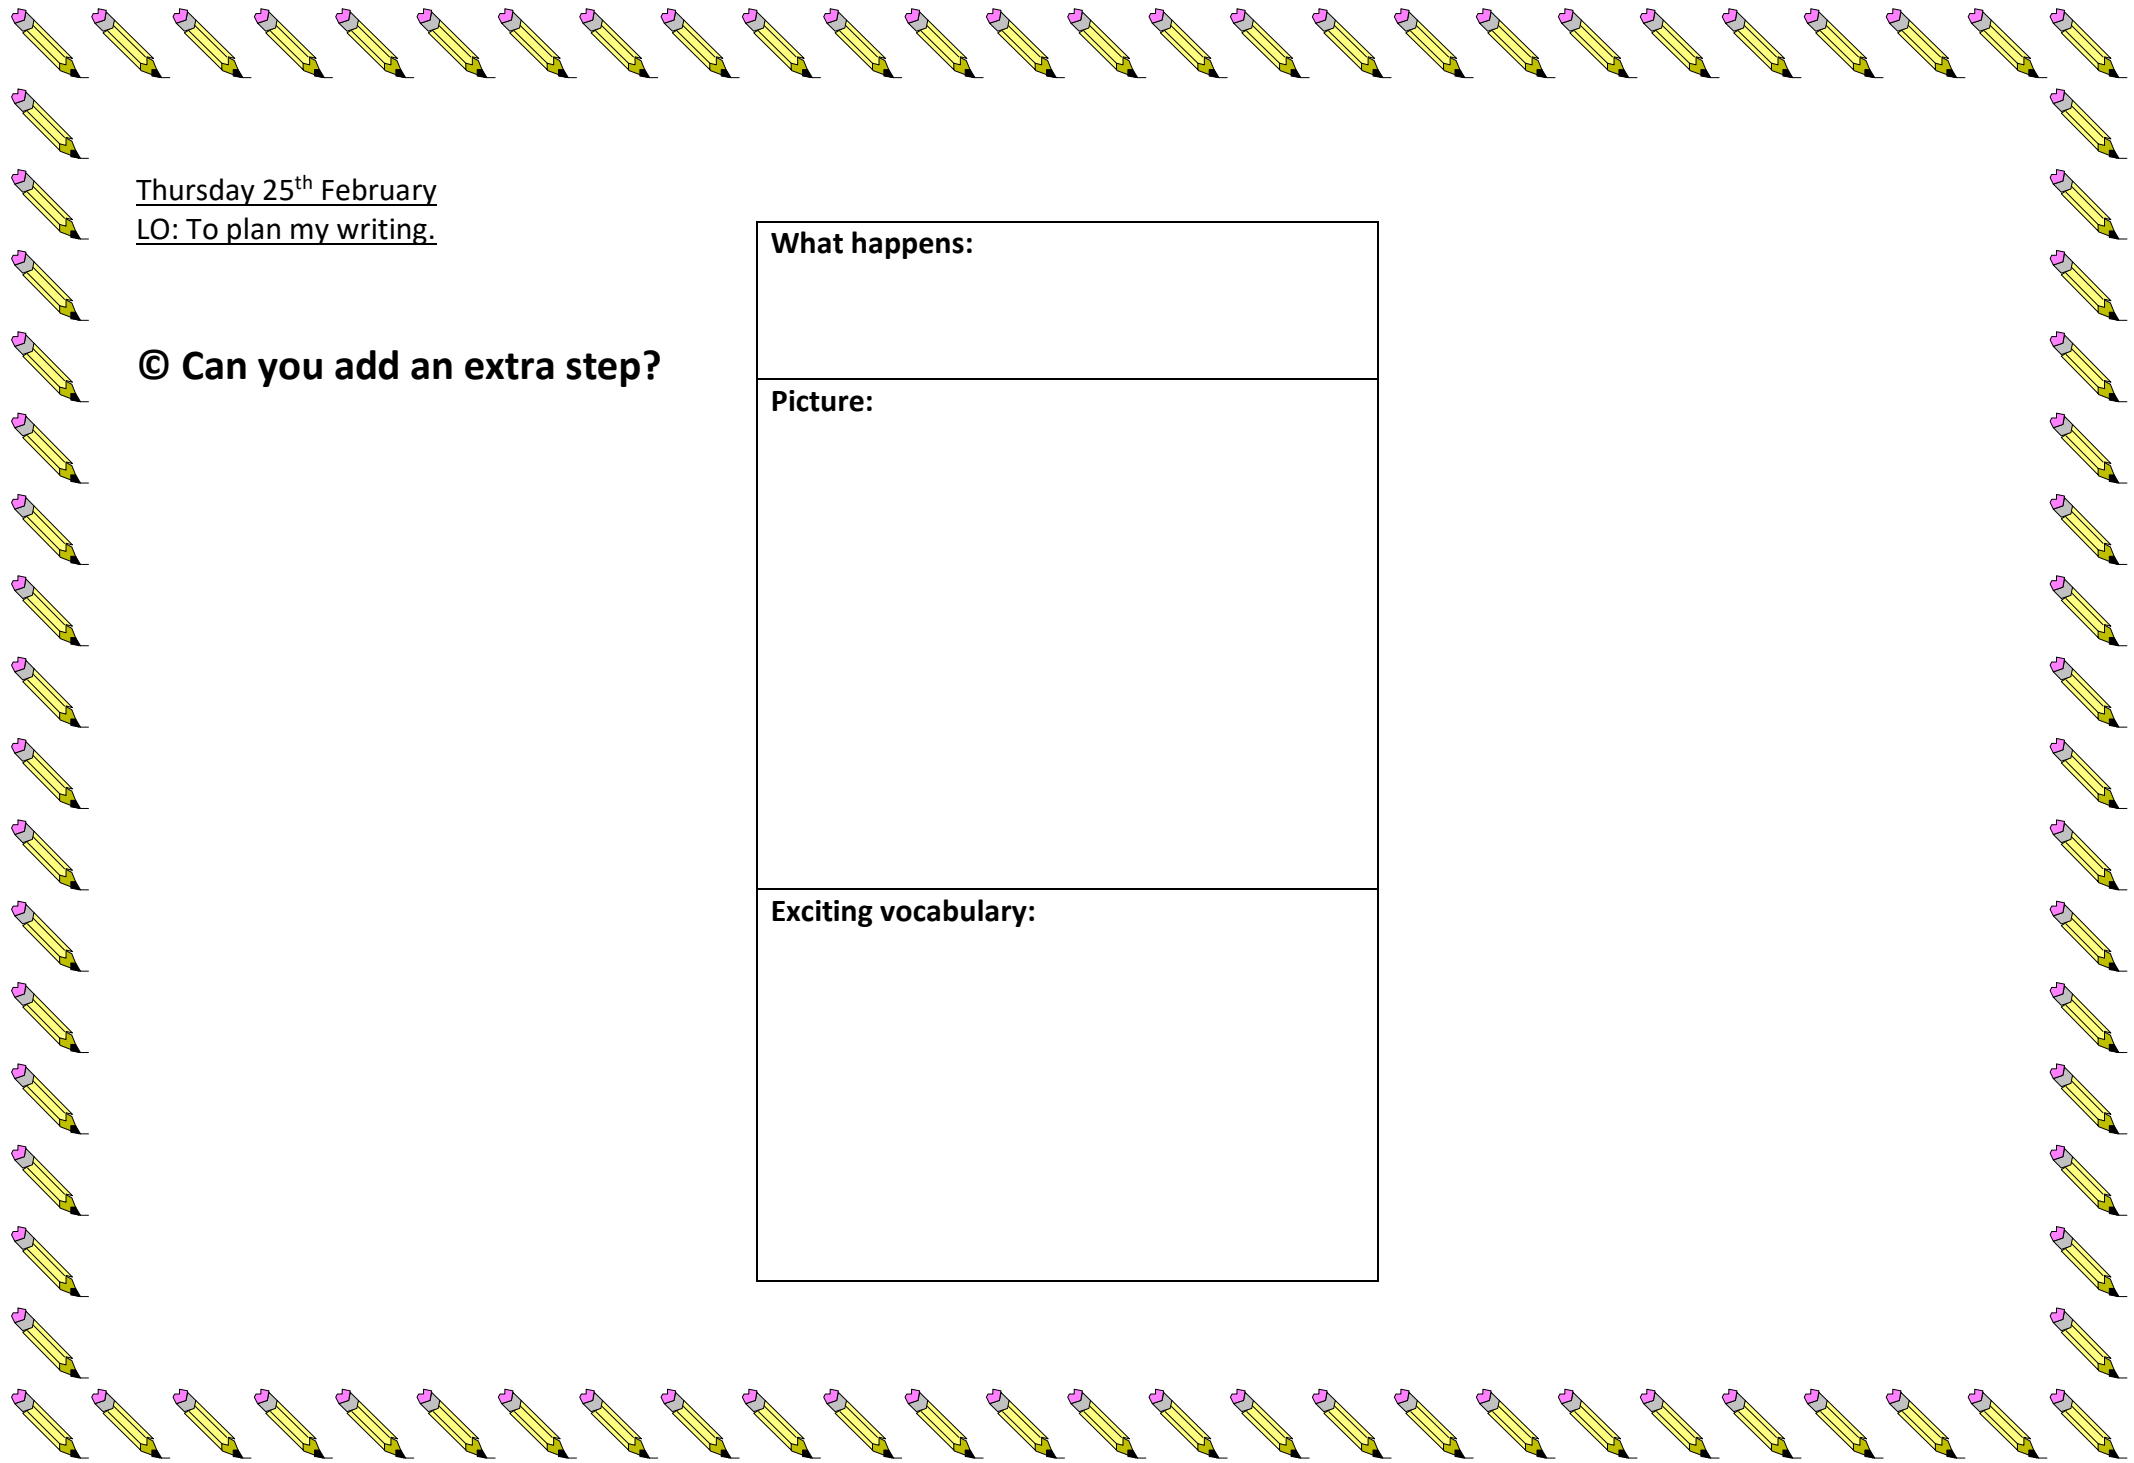 Thursday 25th February
LO: To plan my writing.
© Can you add an extra step?
What happens:
Picture:
Exciting vocabulary: